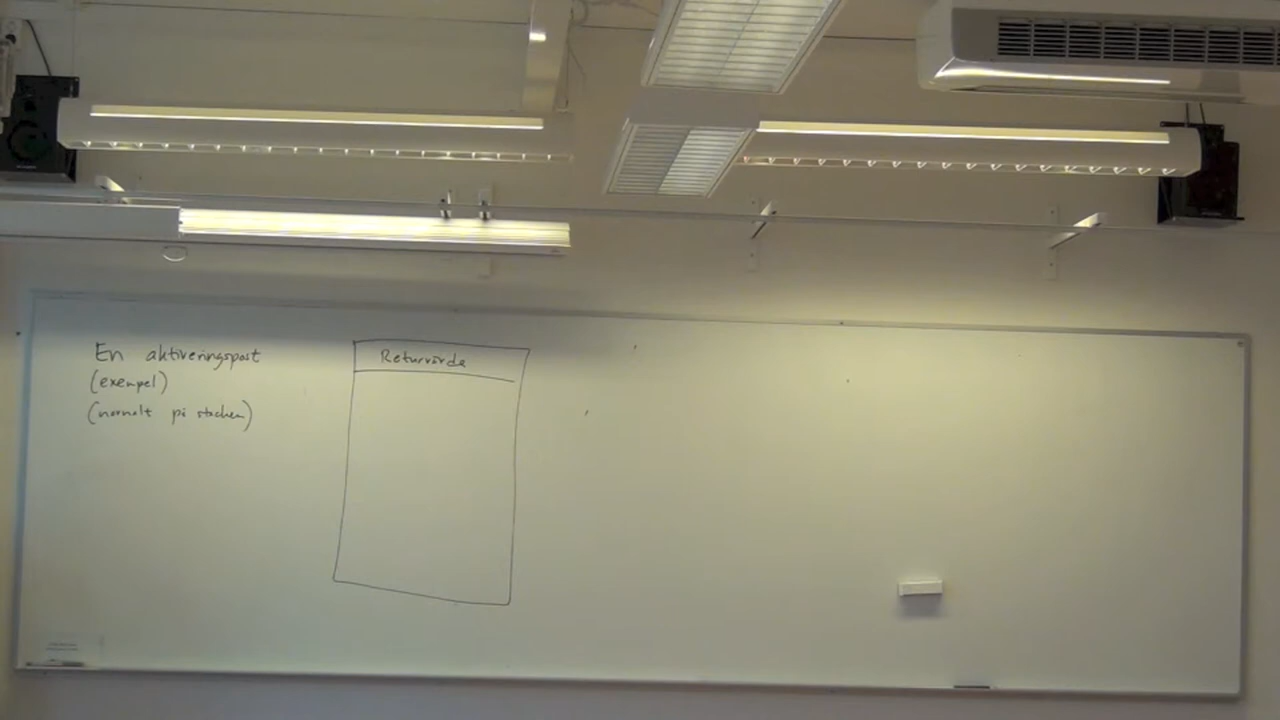 En aktiveringspost
(exempel)
(normalt på stacken)
Returvärde